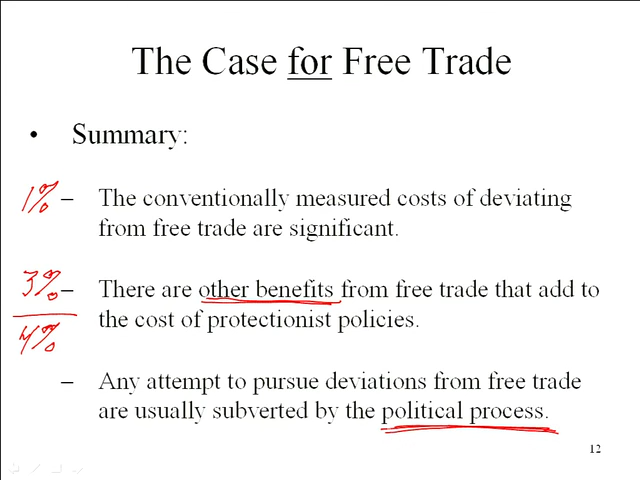 The Case for Free Trade
• Summary:
1% – The conventionally measured costs of deviating
from free trade are significant.
3% – There are other benefits from free trade that add to
4% the cost of protectionist policies.
– Any attempt to pursue deviations from free trade
are usually subverted by the political process.
12